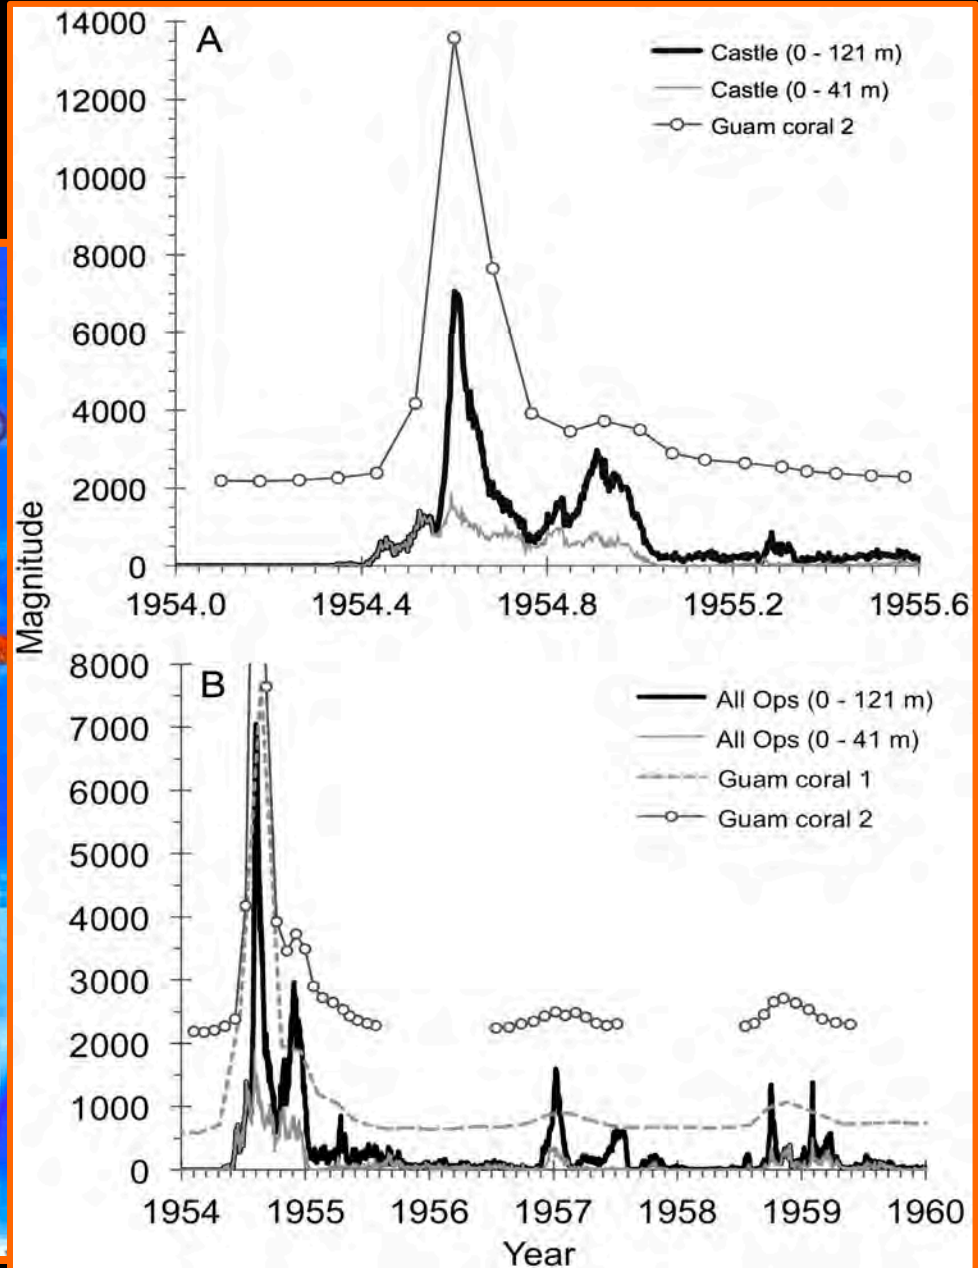 14000
A
Castle (0 - 121 m)
Castle (0 - 41 m)
Guam coral 2
12000
10000
8000
6000
4000
2000
0
1954.0 1954.4 1954.8 1955.2 1955.6
Magnitude
8000
B
All Ops (0 - 121 m)
All Ops (0 - 41 m)
Guam coral 1
Guam coral 2
7000
6000
5000
4000
3000
2000
1000
0
1954 1955 1956 1957 1958 1959 1960
Year